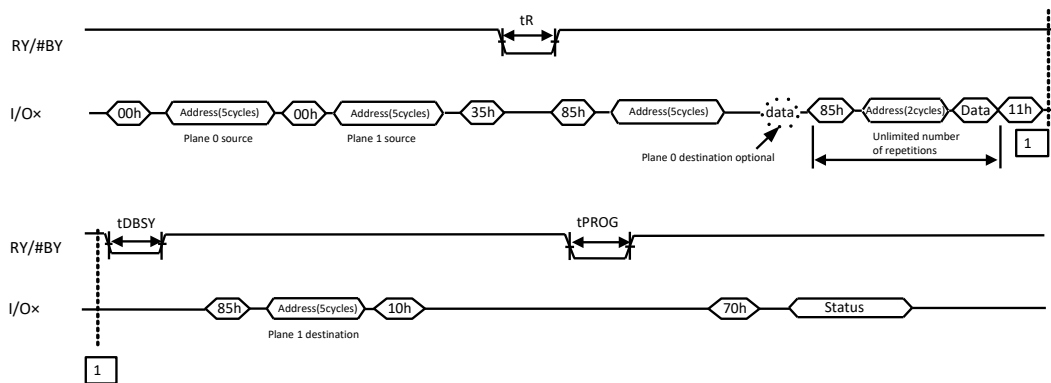 tR
RY/#BY
I/O×
00h Address(5cycles) 00h Address(5cycles) 35h 85h Address(5cycles) data 85h Address(2cycles) Data 11h
Plane 0 source Plane 1 source Plane 0 destination optional
Unlimited number
of repetitions
1
tDBSY tPROG
RY/#BY
I/O×
85h Address(5cycles) 10h 70h Status
Plane 1 destination
1